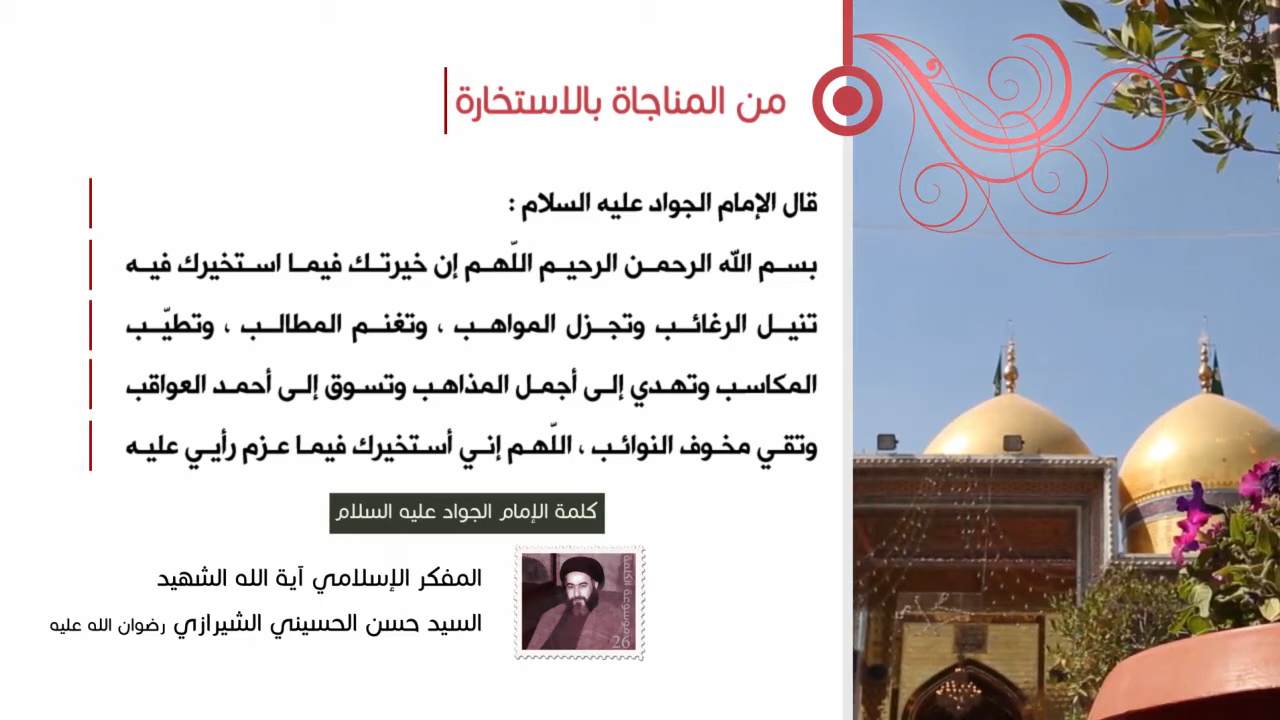 من المناجاة بالاستخارة
قال الإمام الجواد عليه السلام :
بسم الله الرحمن الرحيم اللّهم إن خيرتك فيما استخيرك فيه
تنيل الرغائب وتجزل المواهب ، وتغنم المطالب ، وتطيّب
المكاسب وتهدي إلى أجمل المذاهب وتسوق إلى أحمد العواقب
وتقي مخوف النوائب ، اللّهم إني أستخيرك فيما عزم رأيي عليه
كلمة الإمام الجواد عليه السلام
المفكر الإسلامي آية الله الشهيد
السيد حسن الحسيني الشيرازي رضوان الله عليه
موسوعة الكلمة
26